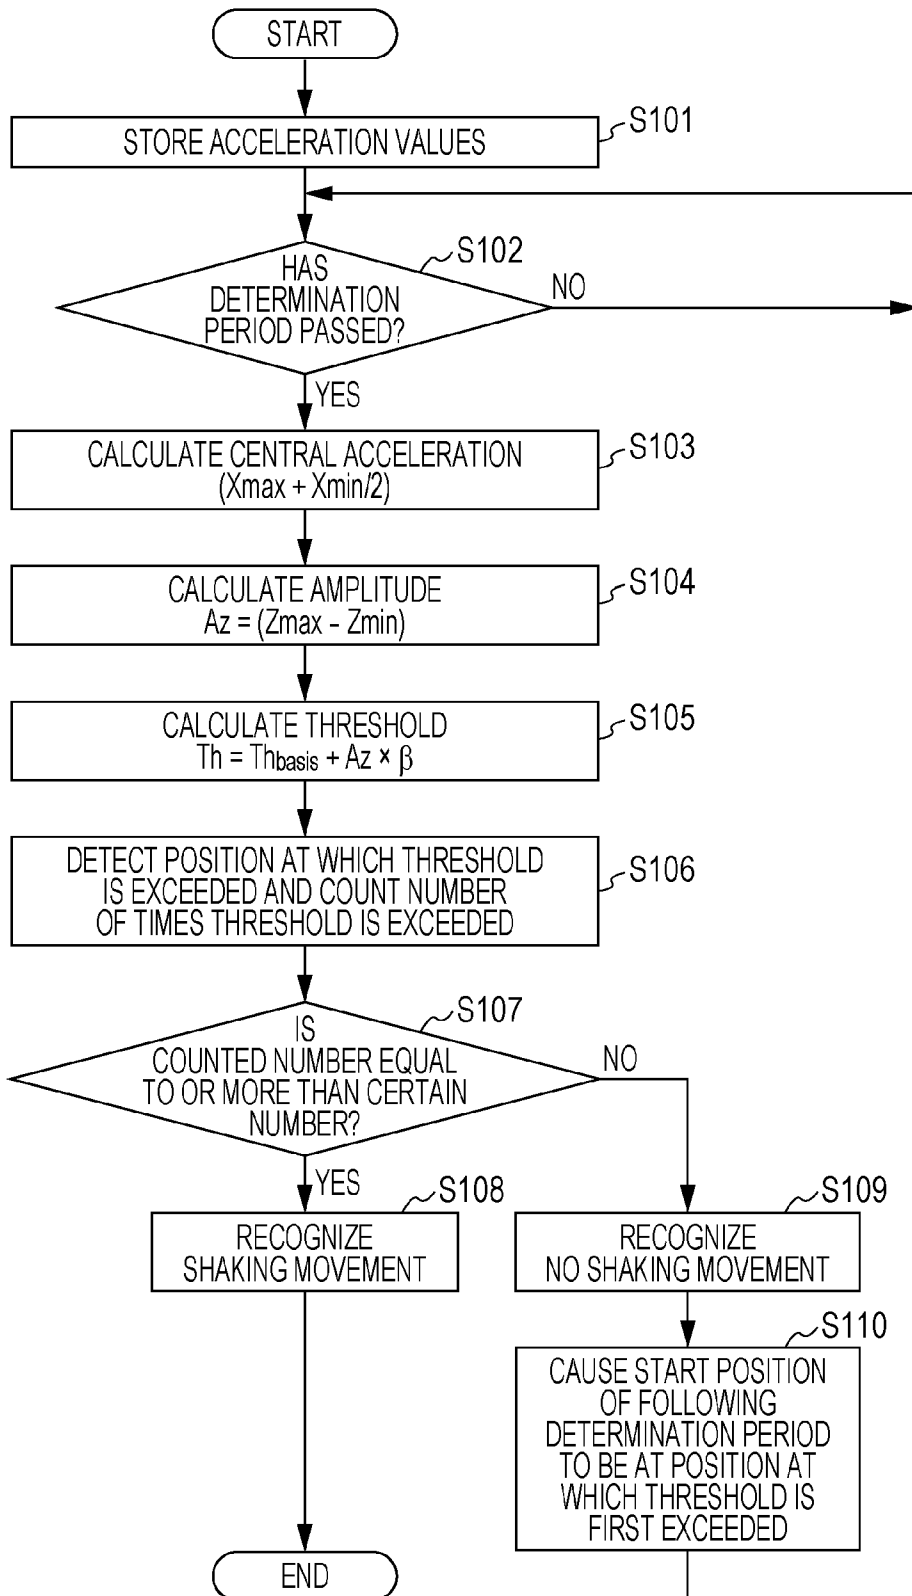 START
STORE ACCELERATION VALUES
S101
HAS
DETERMINATION
PERIOD PASSED?
S102
NO
YES
CALCULATE CENTRAL ACCELERATION
(Xmax + Xmin/2)
S103
CALCULATE AMPLITUDE
Az = (Zmax – Zmin)
S104
CALCULATE THRESHOLD
Th = Thbasis + Az × β
S105
DETECT POSITION AT WHICH THRESHOLD
IS EXCEEDED AND COUNT NUMBER
OF TIMES THRESHOLD IS EXCEEDED
S106
IS
COUNTED NUMBER EQUAL
TO OR MORE THAN CERTAIN
NUMBER?
S107
NO
YES
RECOGNIZE
SHAKING MOVEMENT
S108
RECOGNIZE
NO SHAKING MOVEMENT
S109
CAUSE START POSITION
OF FOLLOWING
DETERMINATION PERIOD
TO BE AT POSITION AT
WHICH THRESHOLD IS
FIRST EXCEEDED
S110
END